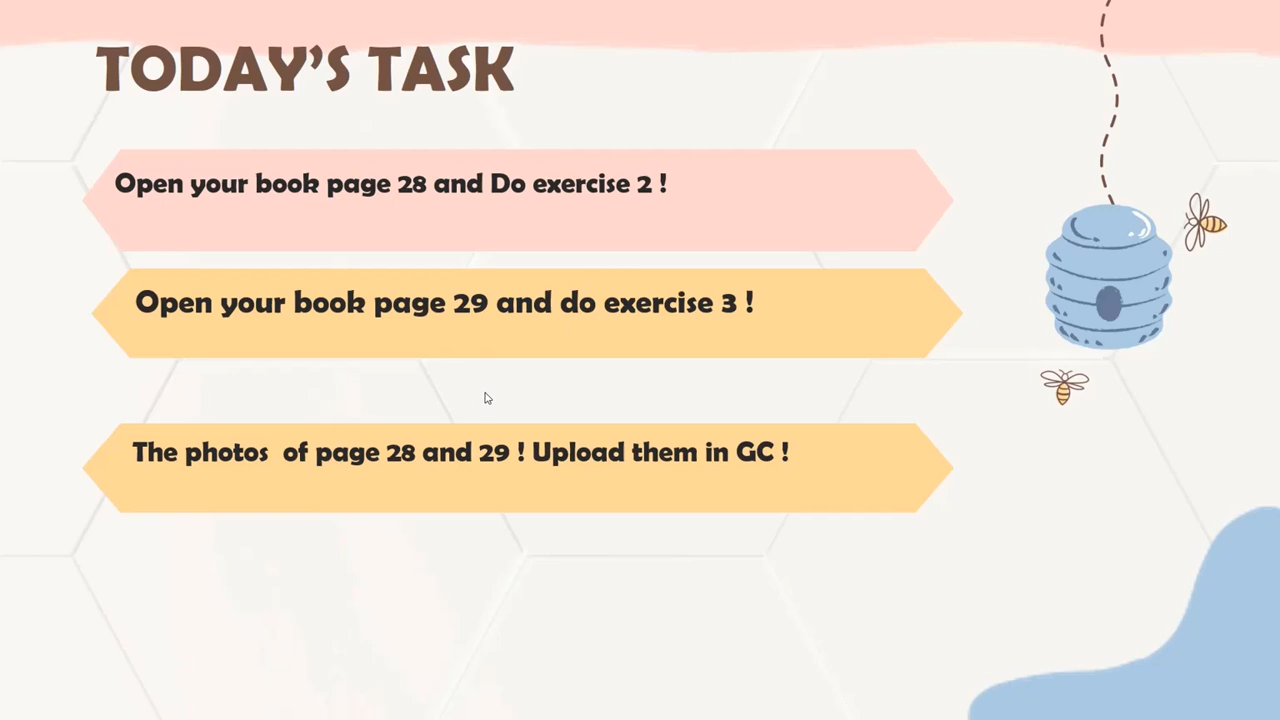 TODAY'S TASK
Open your book page 28 and Do exercise 2 !
Open your book page 29 and do exercise 3 !
The photos  of page 28 and 29 ! Upload them in GC !